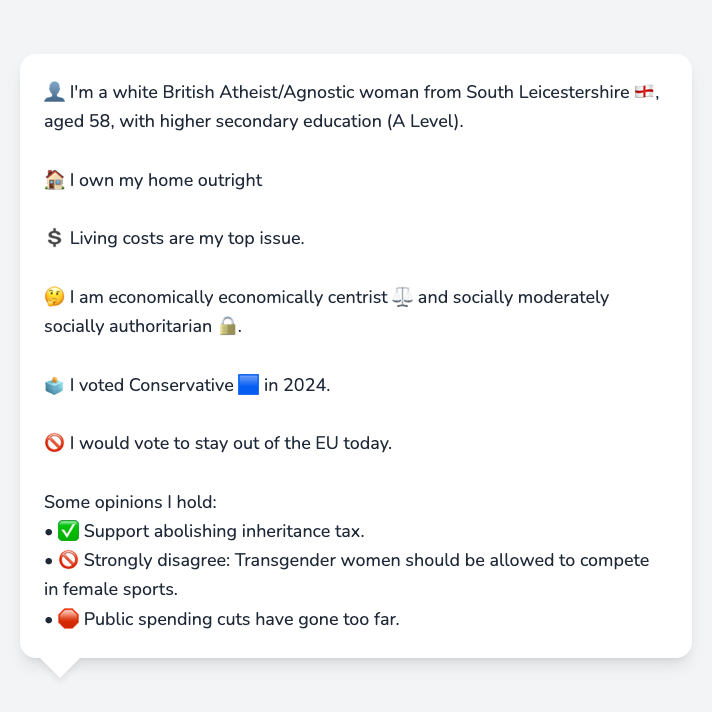 👤 I'm a white British Atheist/Agnostic woman from South Leicestershire 🏴󠁧󠁢󠁥󠁮󠁧󠁿,
aged 58, with higher secondary education (A Level).
🏠 I own my home outright
💲 Living costs are my top issue.
🤔 I am economically economically centrist ⚖️ and socially moderately
socially authoritarian 🔒.
🗳️ I voted Conservative 🟦 in 2024.
🚫 I would vote to stay out of the EU today.
Some opinions I hold:
• ✅ Support abolishing inheritance tax.
• 🚫 Strongly disagree: Transgender women should be allowed to compete
in female sports.
• 🛑 Public spending cuts have gone too far.